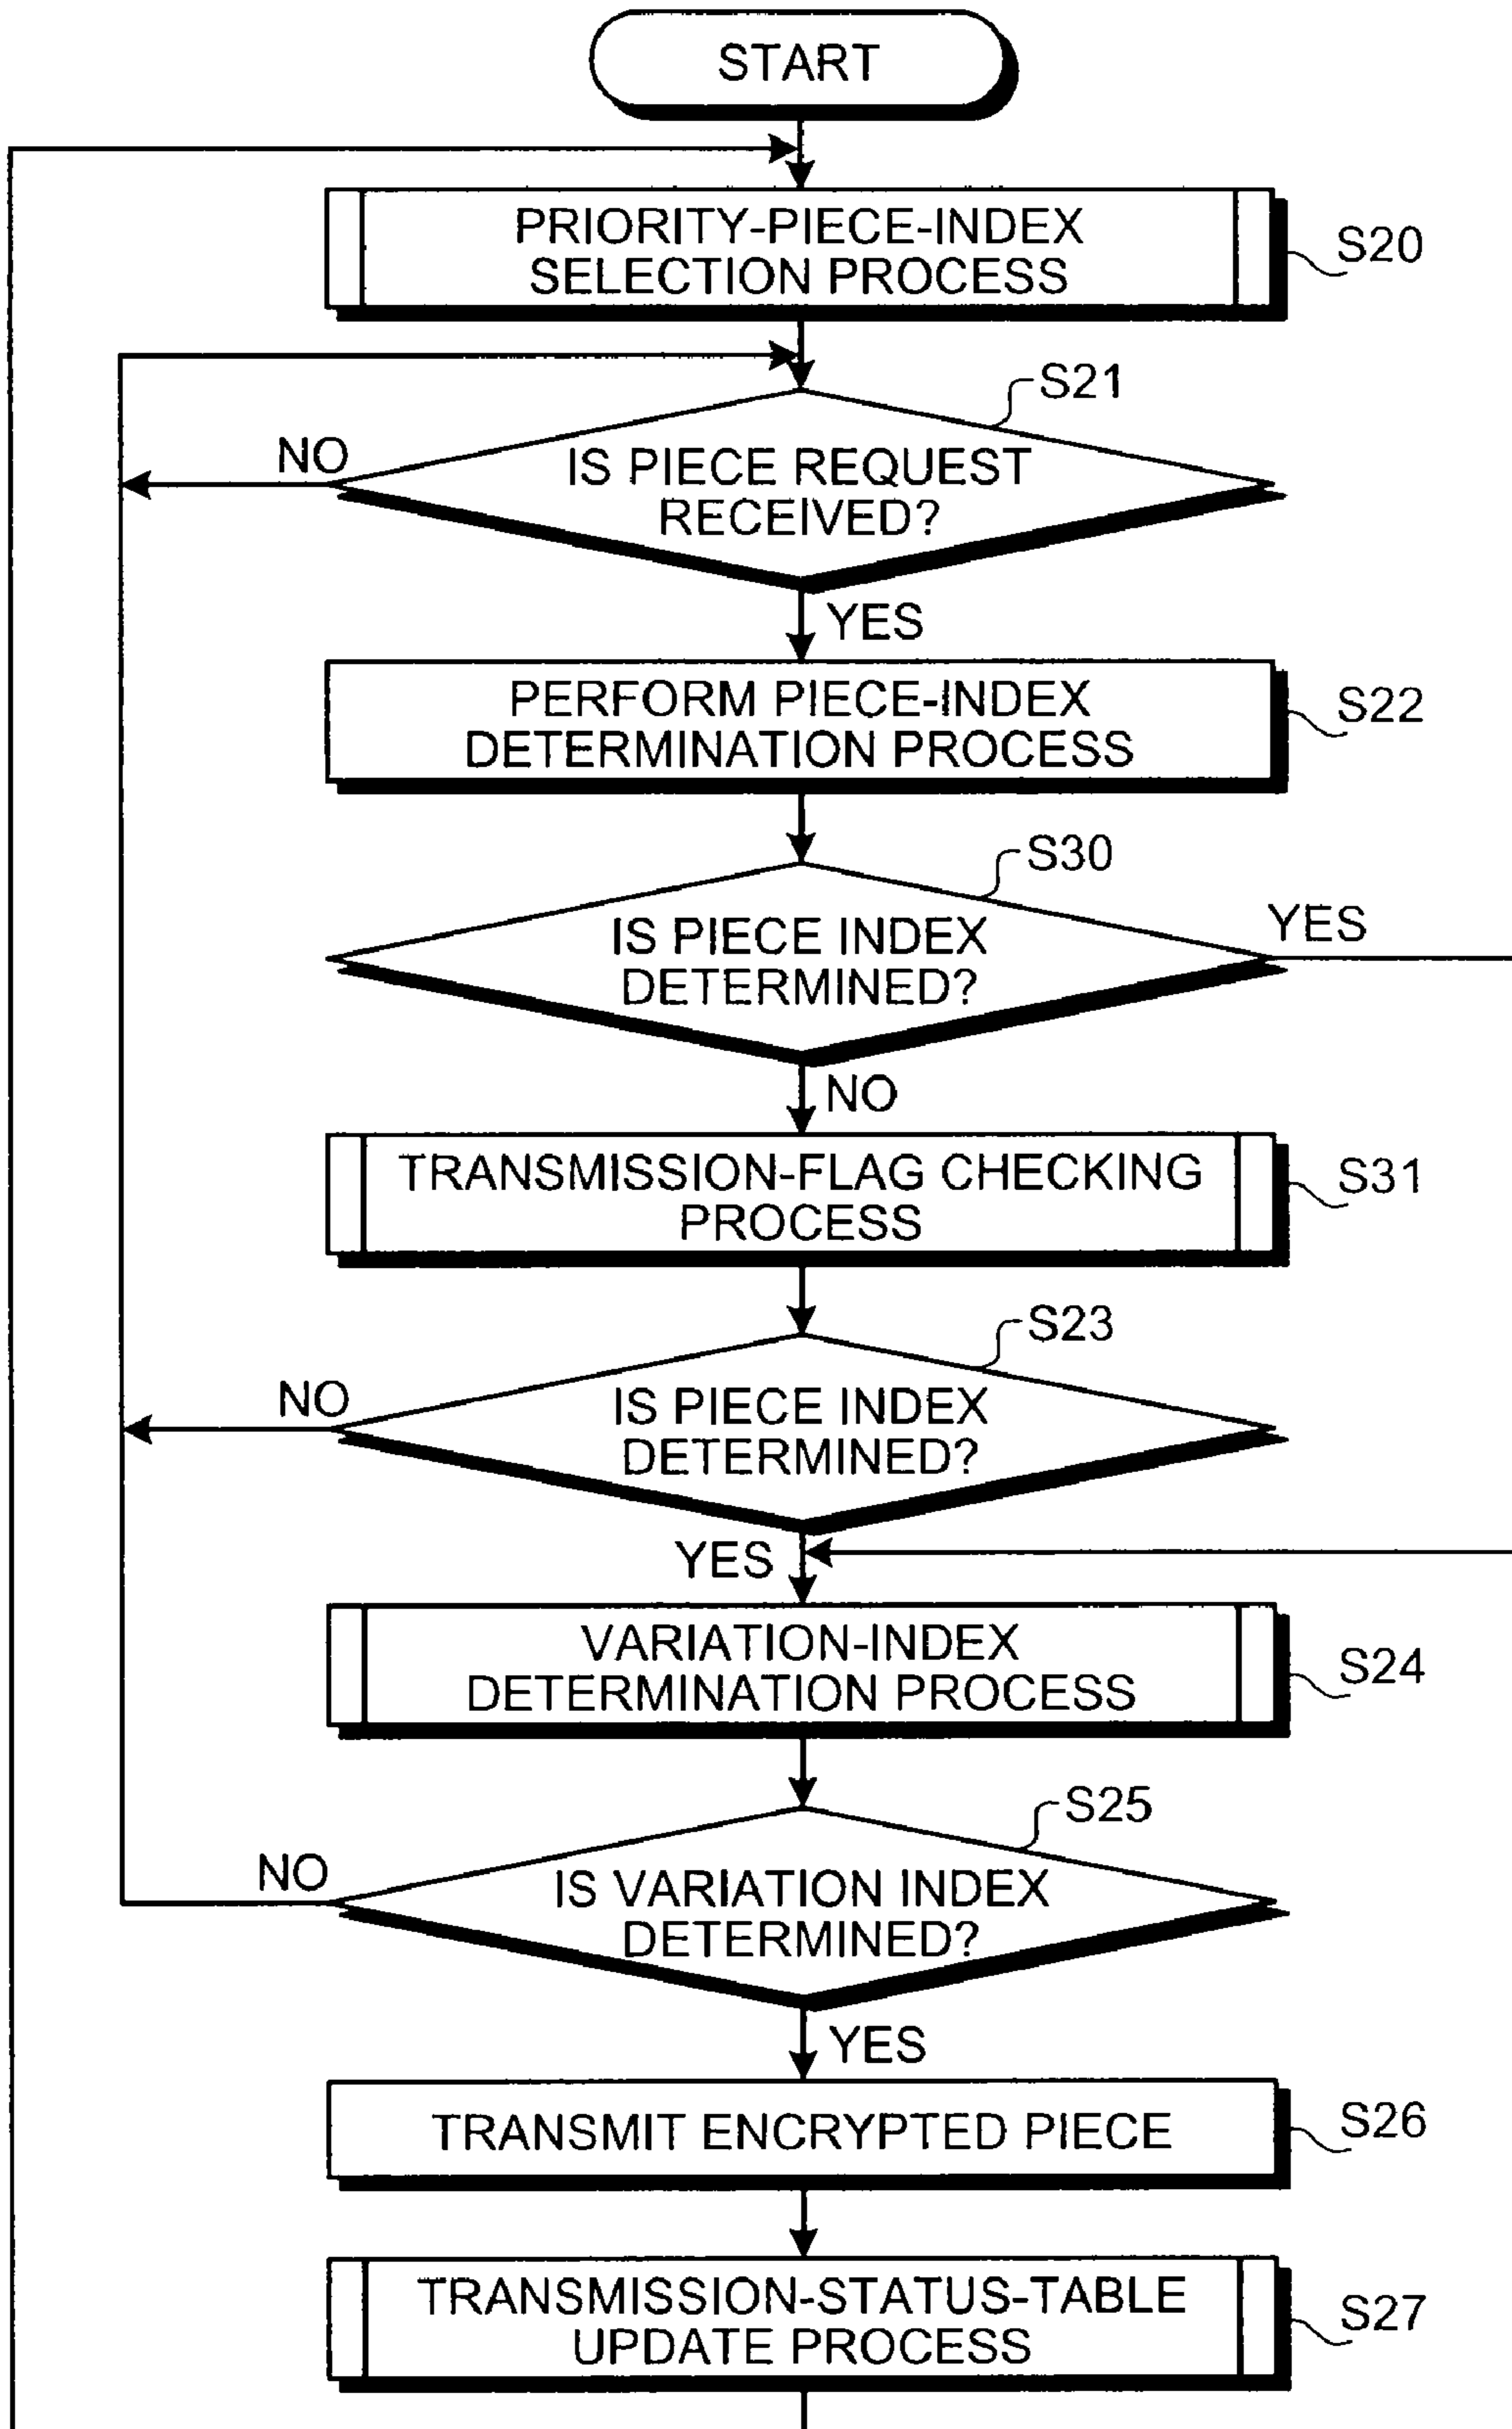 START
PRIORITY-PIECE-INDEX
SELECTION PROCESS
S20
S21
NO
IS PIECE REQUEST
RECEIVED?
YES
PERFORM PIECE-INDEX
DETERMINATION PROCESS
S22
S30
IS PIECE INDEX
DETERMINED?
YES
NO
TRANSMISSION-FLAG CHECKING
PROCESS
S31
S23
NO
IS PIECE INDEX
DETERMINED?
YES
VARIATION-INDEX
DETERMINATION PROCESS
S24
S25
NO
IS VARIATION INDEX
DETERMINED?
YES
TRANSMIT ENCRYPTED PIECE
S26
TRANSMISSION-STATUS-TABLE
UPDATE PROCESS
S27